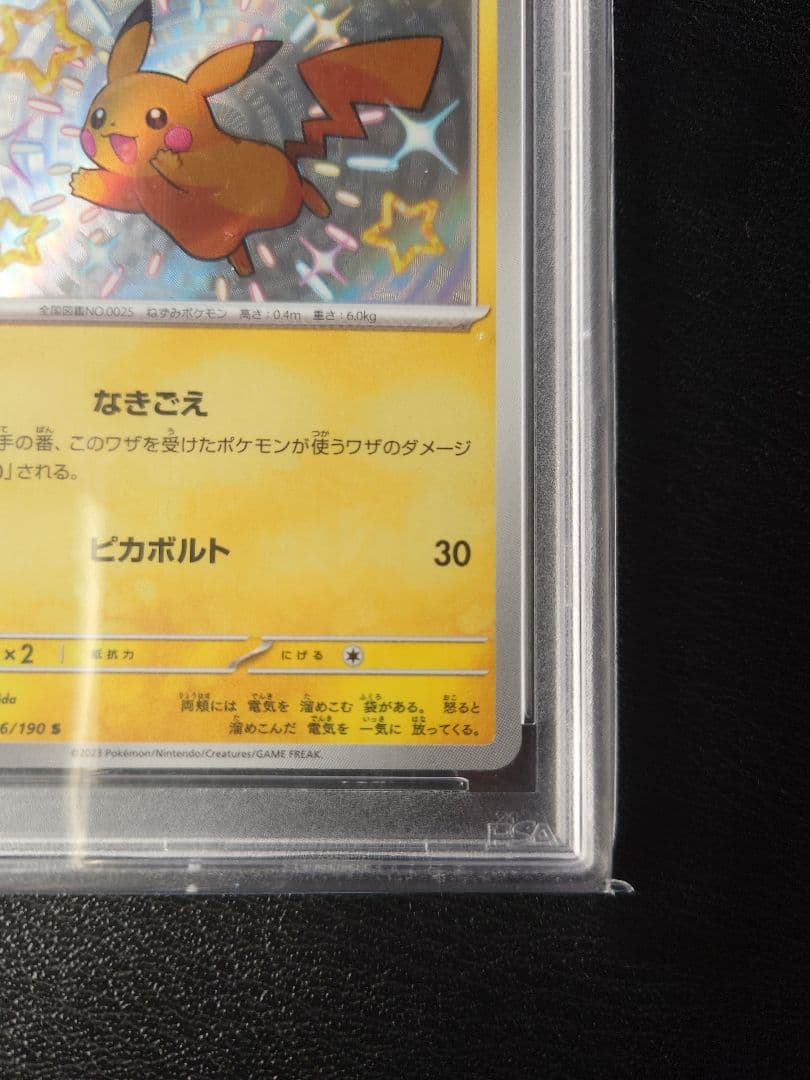 全国図鑑NO.0025 ねずみポケモン 高さ:0.4m 重さ:6.0kg
なきごえ
手の番、このワザを受けたポケモンが使うワザのダメージ
」される。
ピカボルト 30
×2 抵抗力 にげる
両頬には 電気を 溜めこむ 袋がある。 怒ると
6/190 S 溜めこんだ 電気を 一気に 放ってくる。
©2023 Pokémon/Nintendo/Creatures/GAME FREAK.
PSA